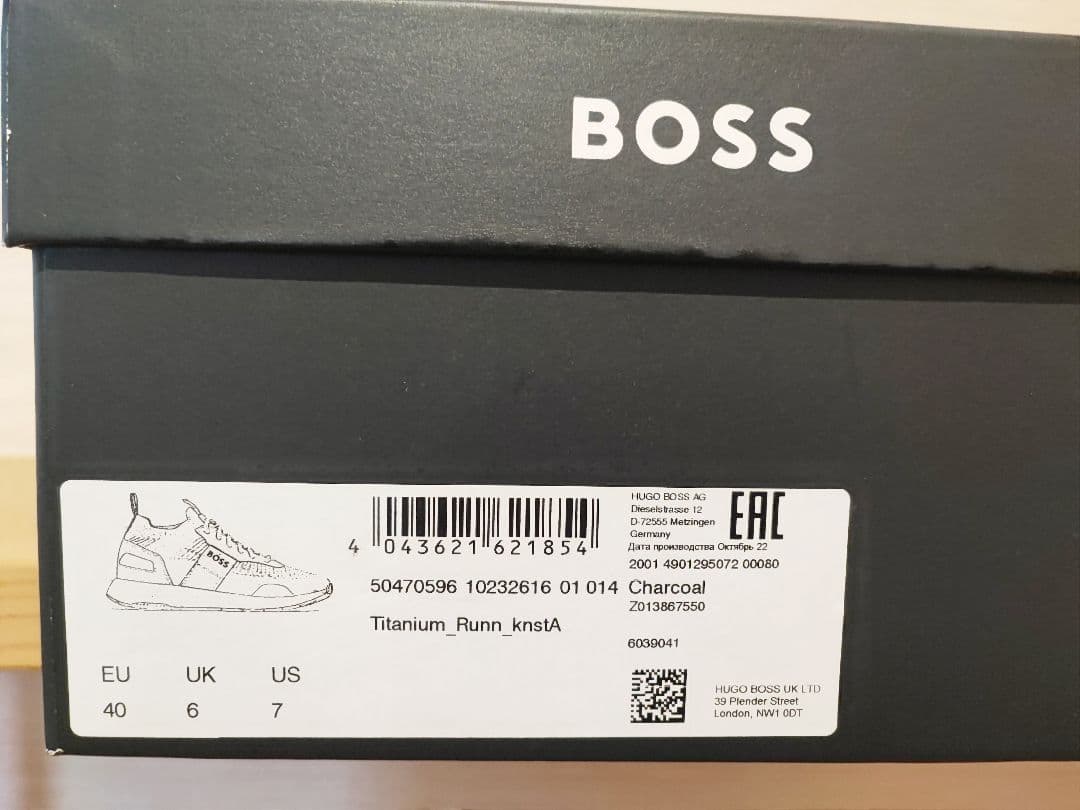 BOSS
BOSS
4 043621 621854
50470596 10232616 01 014 Charcoal
Titanium_Runn_knstA
EU UK US
40 6 7
HUGO BOSS AG
Dieselstrasse 12
D-72555 Metzingen
Germany
EAC
Дата производства Октябрь 22
2001 4901295072 00080
Z013867550
6039041
HUGO BOSS UK LTD
39 Plender Street
London, NW1 0DT